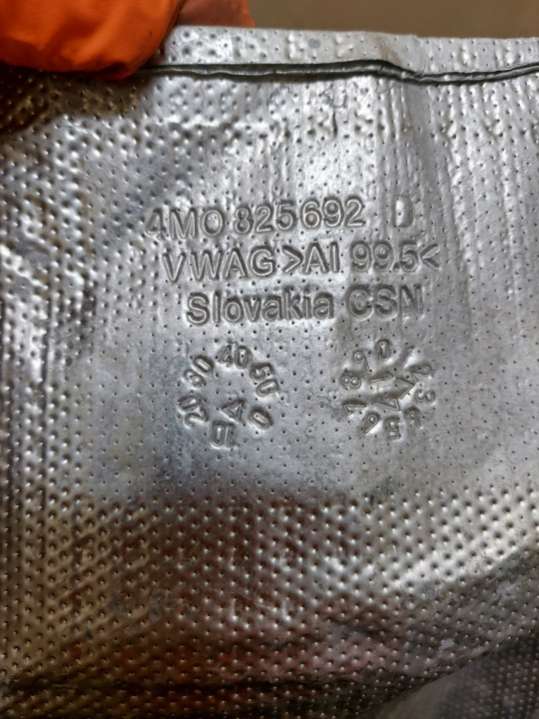 4M0 825692 D
VWAG >Al 99.5<
Slovakia CSN